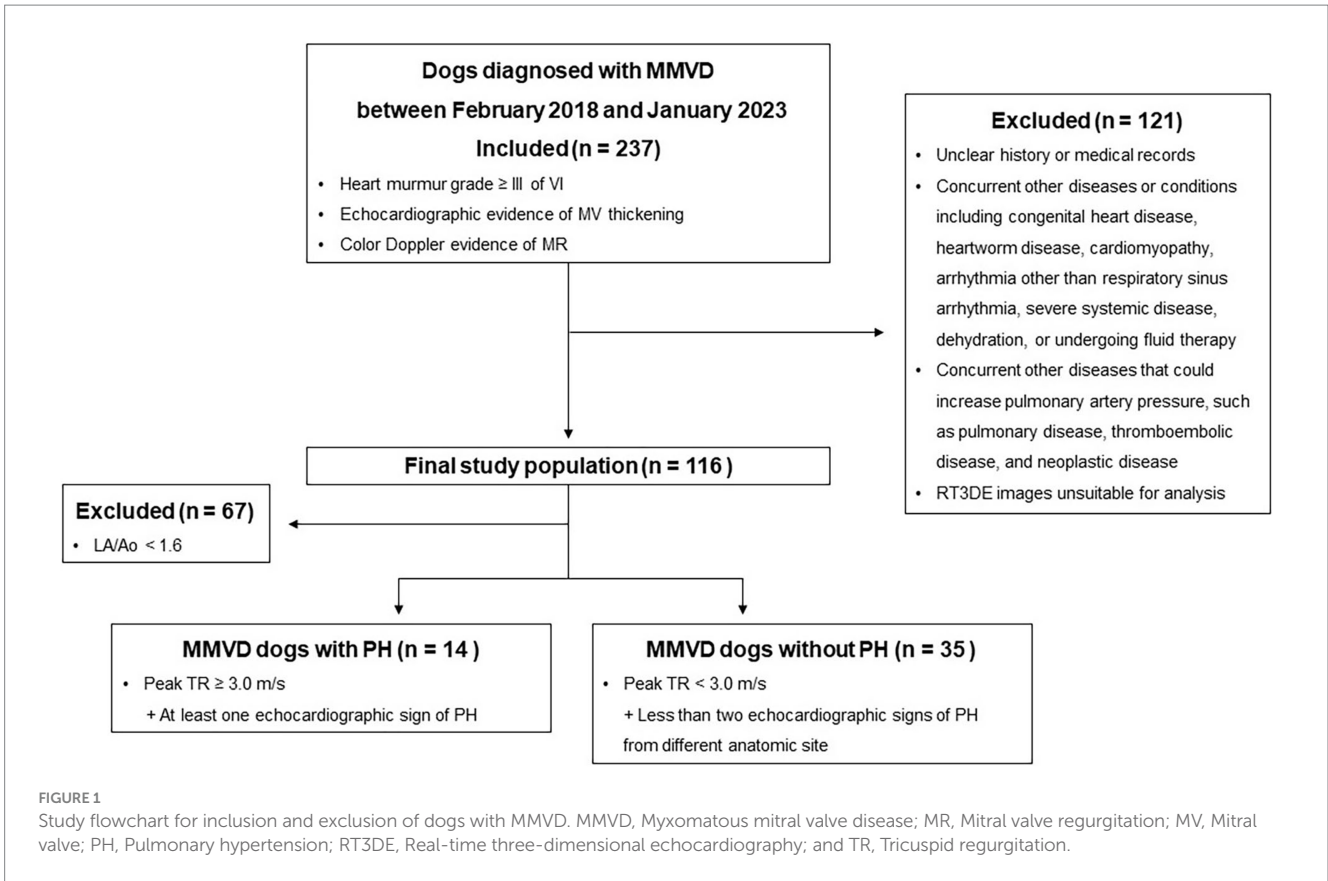 Dogs diagnosed with MMVD
between February 2018 and January 2023
Included (n = 237)
• Heart murmur grade ≥ III of VI
• Echocardiographic evidence of MV thickening
• Color Doppler evidence of MR
Excluded (n = 121)
• Unclear history or medical records
• Concurrent other diseases or conditions
including congenital heart disease,
heartworm disease, cardiomyopathy,
arrhythmia other than respiratory sinus
arrhythmia, severe systemic disease,
dehydration, or undergoing fluid therapy
• Concurrent other diseases that could
increase pulmonary artery pressure, such
as pulmonary disease, thromboembolic
disease, and neoplastic disease
• RT3DE images unsuitable for analysis
Final study population (n = 116)
Excluded (n = 67)
• LA/Ao < 1.6
MMVD dogs with PH (n = 14 )
• Peak TR ≥ 3.0 m/s
+ At least one echocardiographic sign of PH
MMVD dogs without PH (n = 35 )
• Peak TR < 3.0 m/s
+ Less than two echocardiographic signs of PH
from different anatomic site
FIGURE 1
Study flowchart for inclusion and exclusion of dogs with MMVD. MMVD, Myxomatous mitral valve disease; MR, Mitral valve regurgitation; MV, Mitral
valve; PH, Pulmonary hypertension; RT3DE, Real-time three-dimensional echocardiography; and TR, Tricuspid regurgitation.